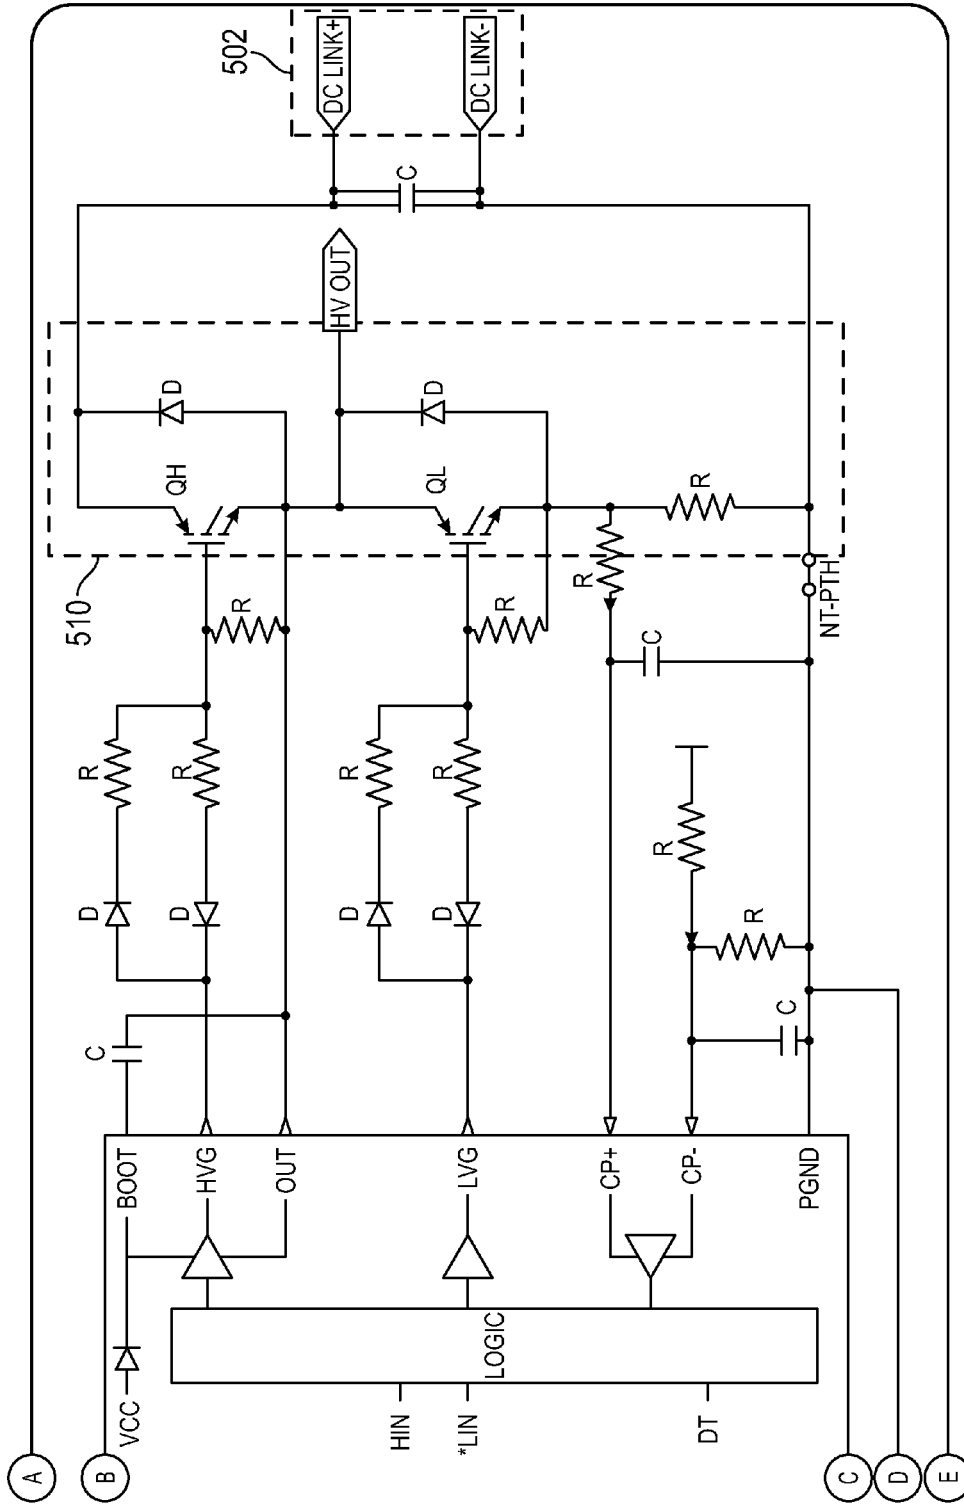 A
B
C
D
E
VCC
HIN
*LIN
DT
LOGIC
BOOT
HVG
OUT
LVG
CP+
CP-
PGND
C
D
R
D
R
R
D
R
D
R
R
C
R
R
R
C
R
C
NT-PTH
510
QH
D
QL
D
HV OUT
C
502
DC LINK+
DC LINK-